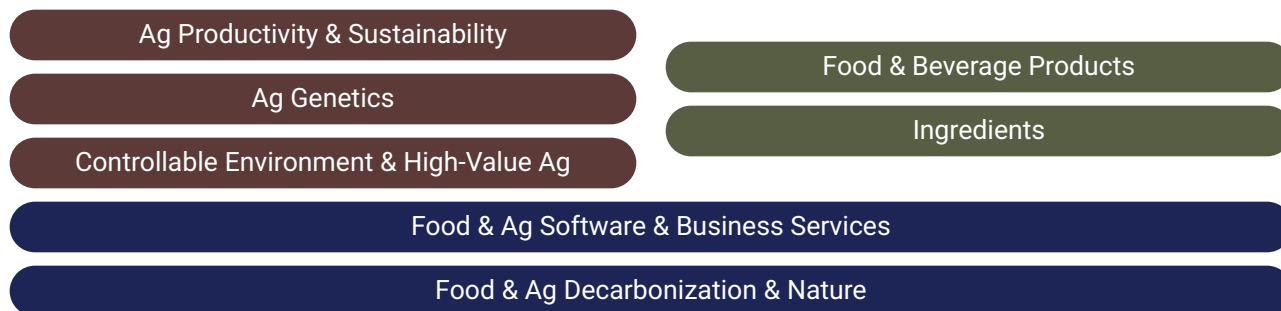 Ag Productivity & Sustainability
Ag Genetics
Controllable Environment & High-Value Ag
Food & Beverage Products
Ingredients
Food & Ag Software & Business Services
Food & Ag Decarbonization & Nature